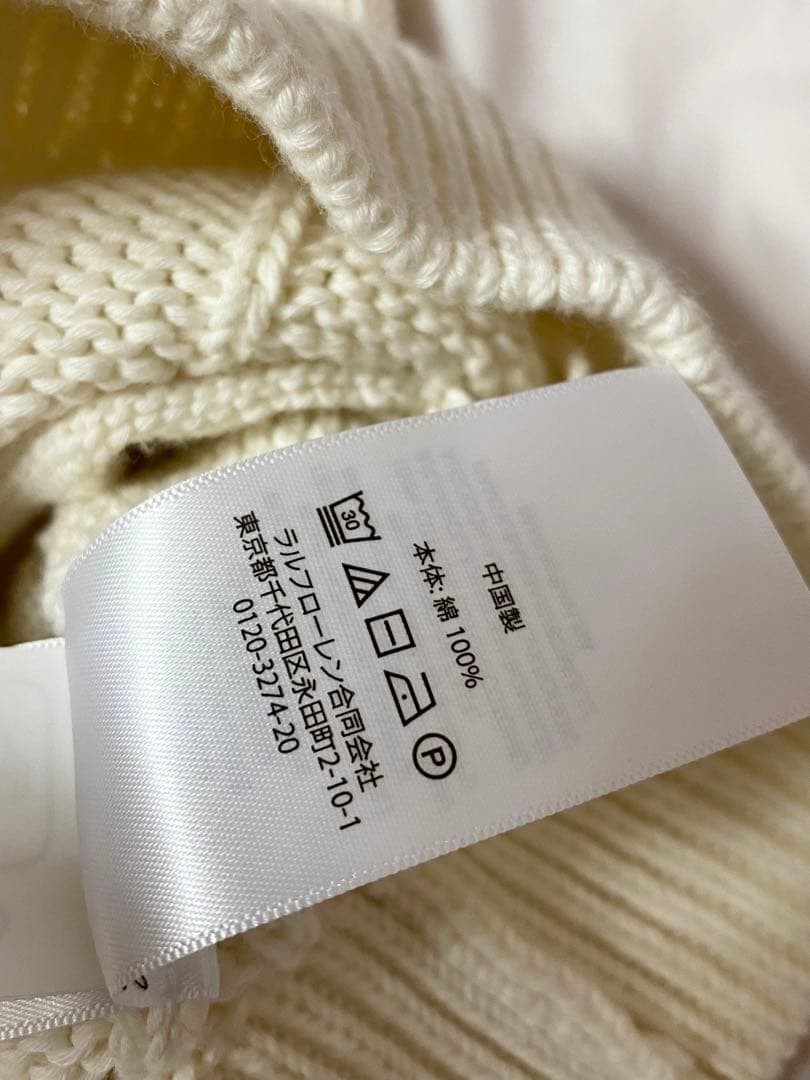 中国製
本体: 綿 100%
30
P
ラルフローレン合同会社
東京都千代田区永田町2-10-1
0120-3274-20